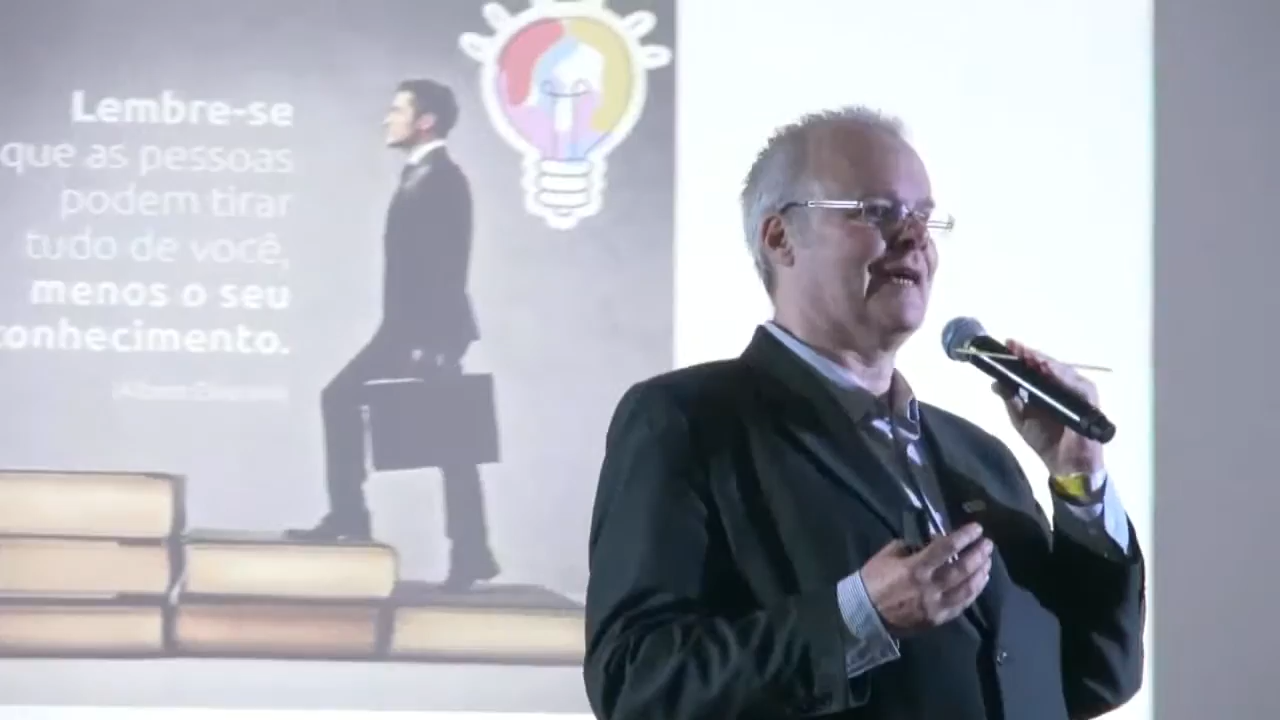 Lembre-se
que as pessoas
podem tirar
tudo de você,
menos o seu
conhecimento.